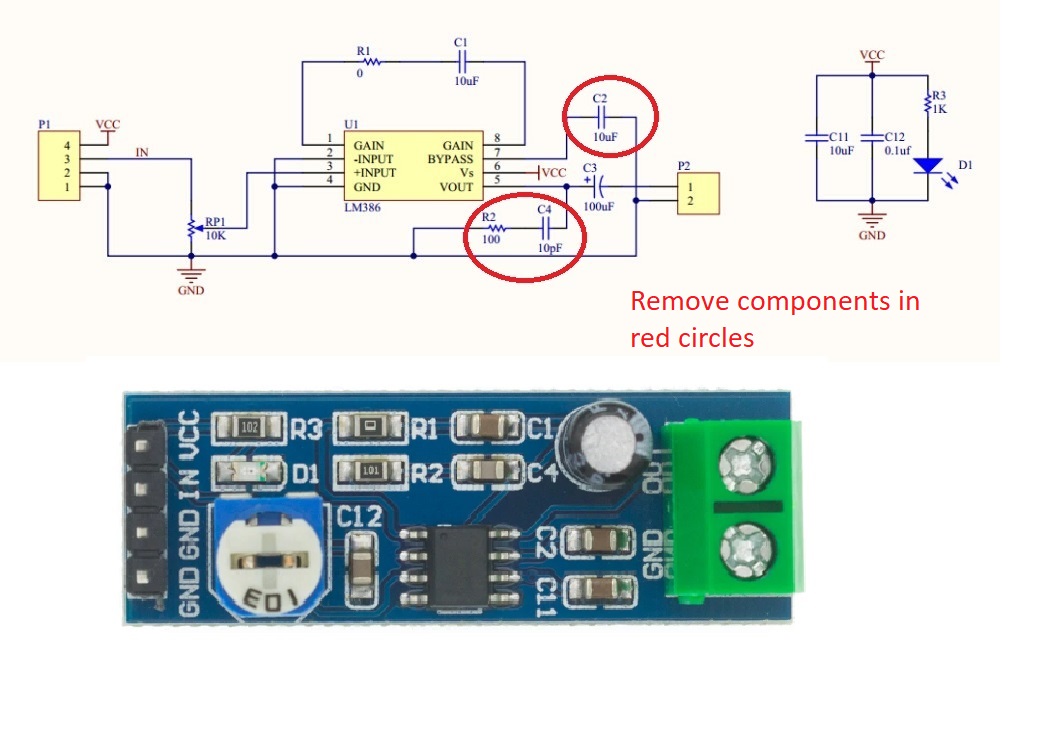 R1
0
C1
10uF
C2
10uF
P1
VCC
4
3
2
1
IN
U1
1
2
3
4
GAIN
-INPUT
+INPUT
GND
GAIN
BYPASS
Vs
VOUT
8
7
6
5
LM386
VCC
C3
+
100uF
P2
1
2
RP1
10K
R2
100
C4
10pF
GND
VCC
R3
1K
C11
10uF
C12
0.1uf
D1
GND
Remove components in
red circles
VCC
IN
GND
GND
102
R3
R1
C1
D1
101
R2
C4
C12
E01
C2
C11
OUT
GND